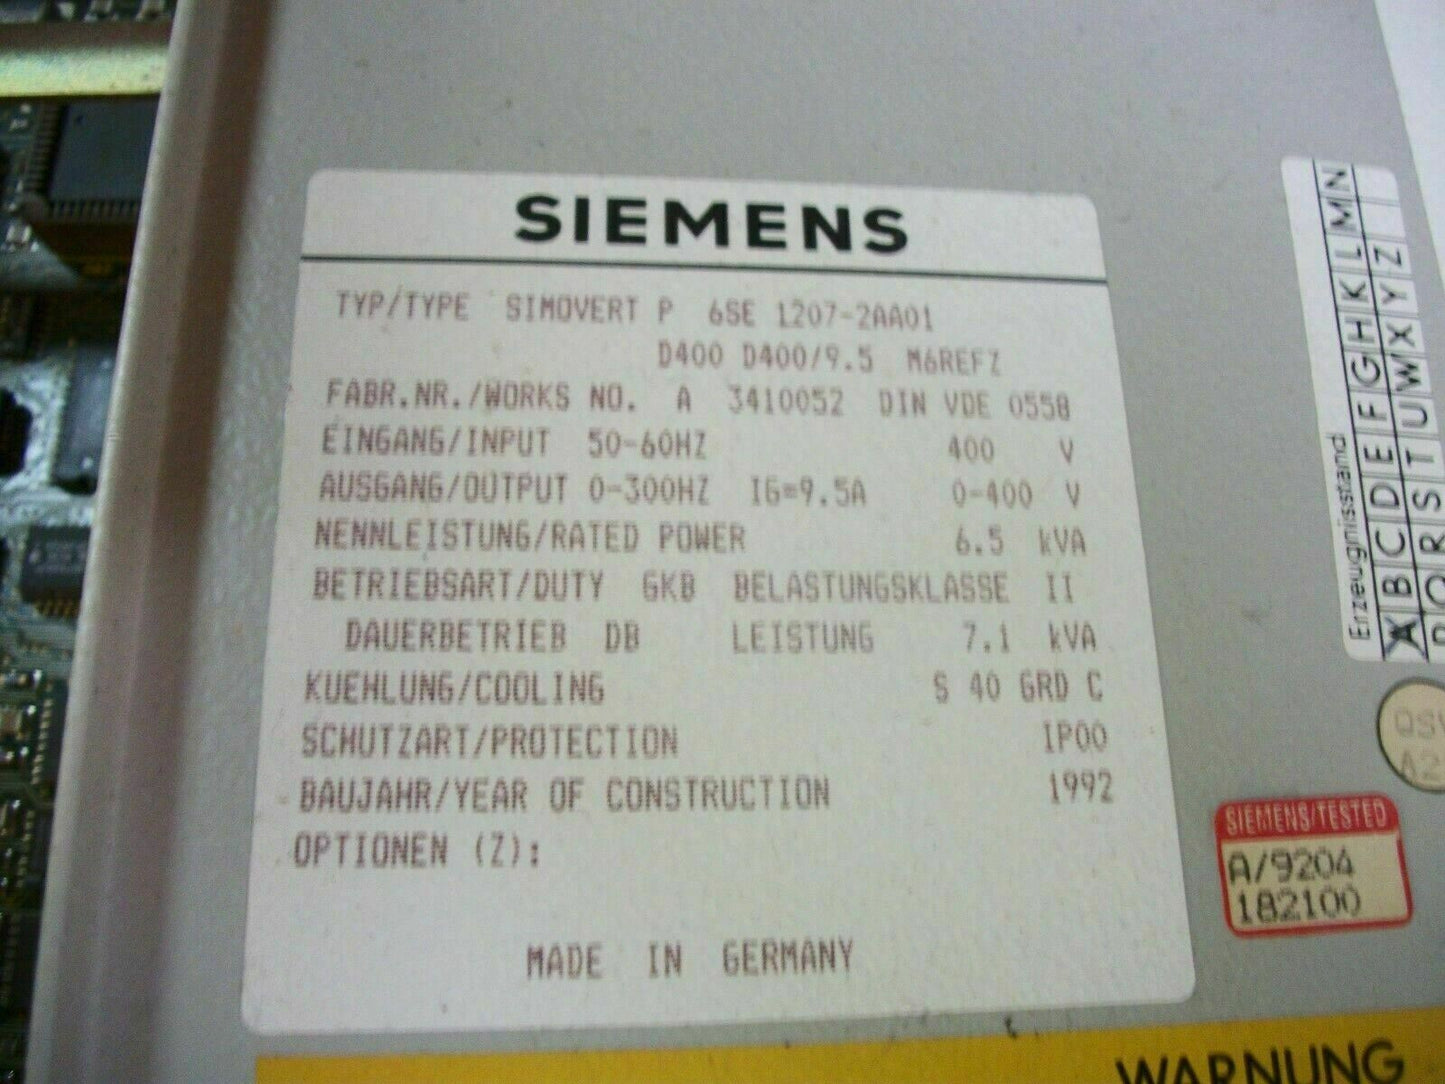 SIEMENS
TYP/TYPE SIMOVERT P 6SE 1207-2AA01
D400 D400/9.5 M6REFZ
FABR.NR./WORKS NO. A 3410052 DIN VDE 0558
EINGANG/INPUT 50-60HZ 400 V
AUSGANG/OUTPUT 0-300HZ IG=9.5A 0-400 V
NENNLEISTUNG/RATED POWER 6.5 kVA
BETRIEBSART/DUTY GKB BELASTUNGSKLASSE II
DAUERBETRIEB DB LEISTUNG 7.1 kVA
KUEHLUNG/COOLING S 40 GRD C
SCHUTZART/PROTECTION IP00
BAUJAHR/YEAR OF CONSTRUCTION 1992
OPTIONEN (Z):
MADE IN GERMANY
Erzeugnisstand
A B C D E F G H K L M N
R S T U W X Y Z
A2
SIEMENS/TESTED
A/9204
182100
WARNUNG